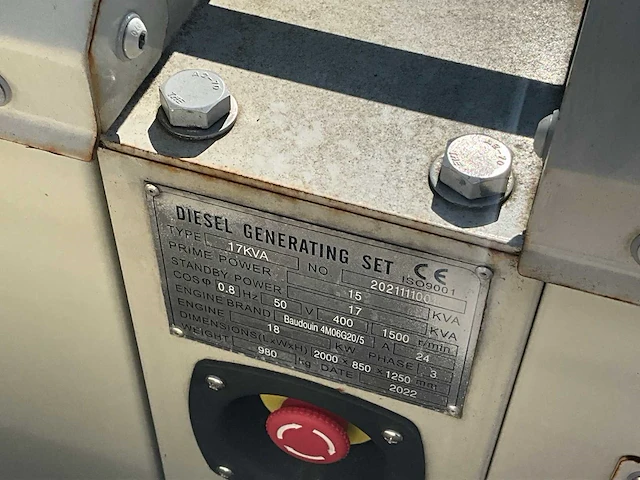 DIESEL GENERATING SET CE
ISO9001
TYPE 17KVA NO 202111100
PRIME POWER 15 KVA
STANDBY POWER 17 KVA
COSφ 0.8 Hz 50 V 400 1500 r/min
ENGINE BRAND Baudouin 4M06G20/5 A 24
ENGINE 18 KW PHASE 3
DIMENSIONS(LxWxH) 2000 x 850 x 1250 mm
WEIGHT 980 kg DATE 2022